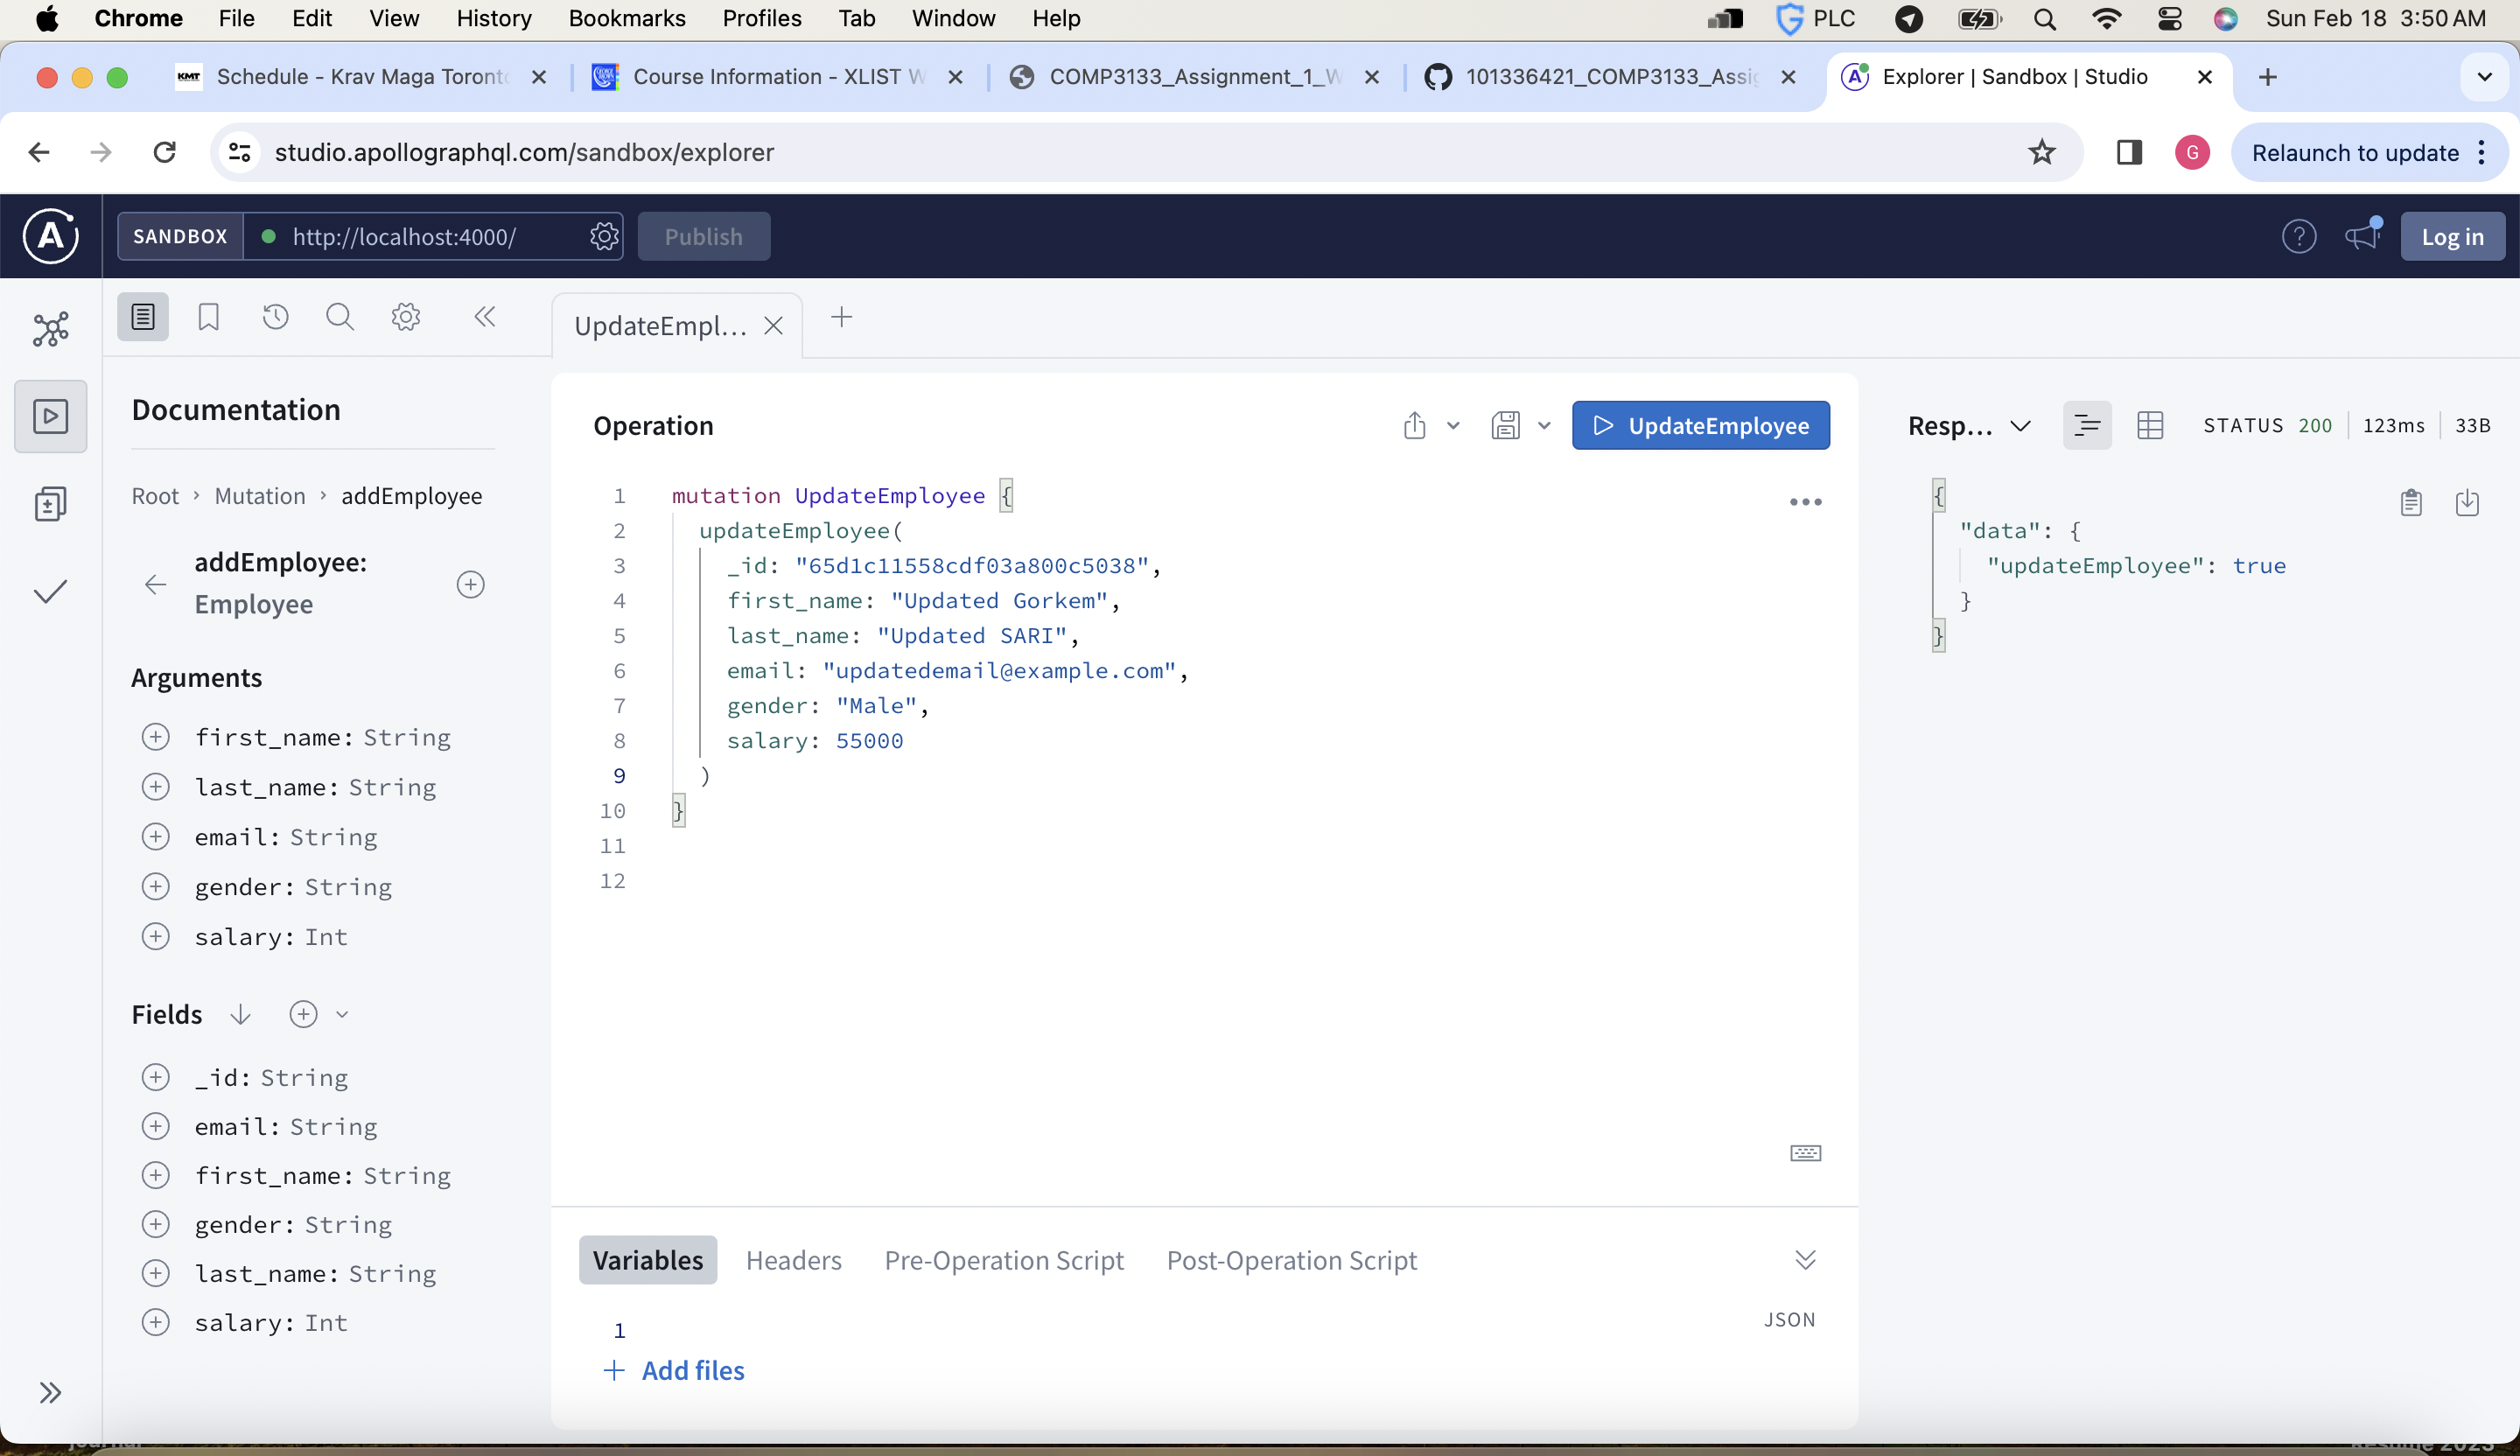 Chrome File Edit View History Bookmarks Profiles Tab Window Help PLC Sun Feb 18 3:50 AM
KMT Schedule - Krav Maga Toronto Course Information - XLIST W COMP3133_Assignment_1_W 101336421_COMP3133_Assig Explorer | Sandbox | Studio
studio.apollographql.com/sandbox/explorer G Relaunch to update
A SANDBOX http://localhost:4000/ Publish ? Log in
UpdateEmpl...
Documentation
Root › Mutation › addEmployee
addEmployee:
Employee
Arguments
first_name: String
last_name: String
email: String
gender: String
salary: Int
Fields
_id: String
email: String
first_name: String
gender: String
last_name: String
salary: Int
Operation
UpdateEmployee
1 mutation UpdateEmployee {
2 updateEmployee(
3 _id: "65d1c11558cdf03a800c5038",
4 first_name: "Updated Gorkem",
5 last_name: "Updated SARI",
6 email: "updatedemail@example.com",
7 gender: "Male",
8 salary: 55000
9 )
10 }
11
12
Variables Headers Pre-Operation Script Post-Operation Script
JSON
1
+ Add files
Resp... STATUS 200 123ms 33B
{
"data": {
"updateEmployee": true
}
}